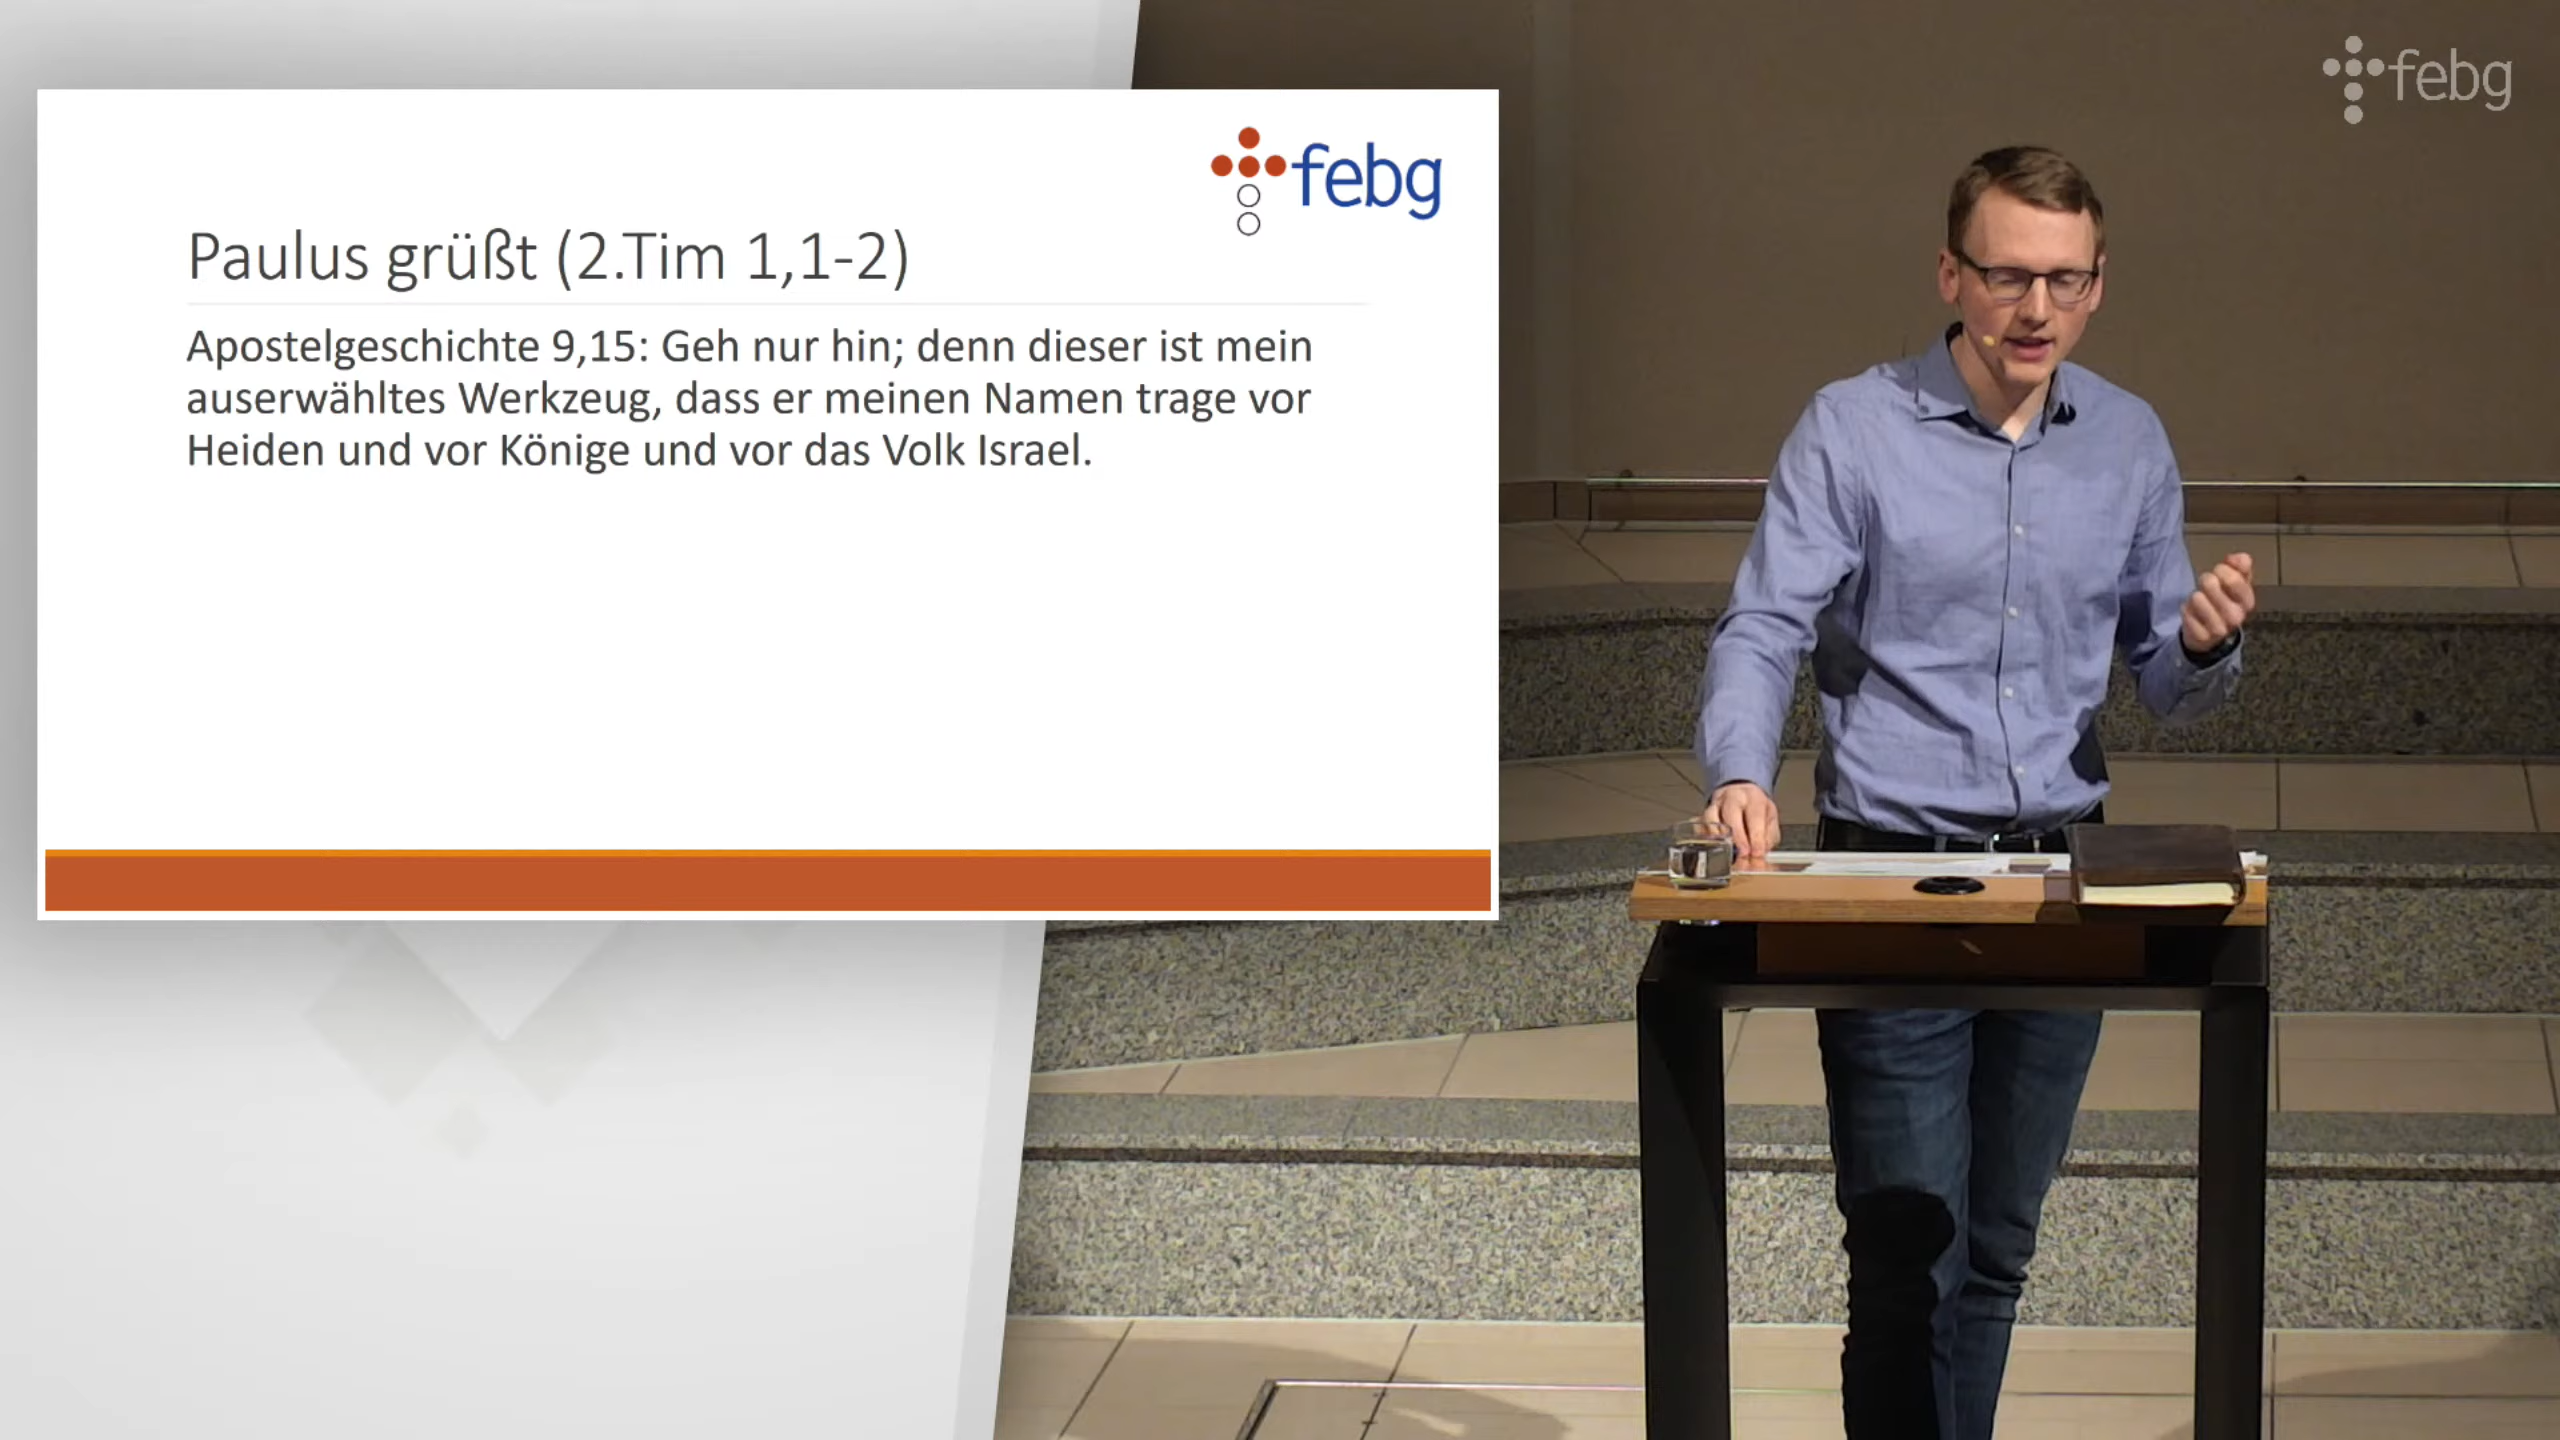 febg
febg
Paulus grüßt (2.Tim 1,1-2)
Apostelgeschichte 9,15: Geh nur hin; denn dieser ist mein
auserwähltes Werkzeug, dass er meinen Namen trage vor
Heiden und vor Könige und vor das Volk Israel.